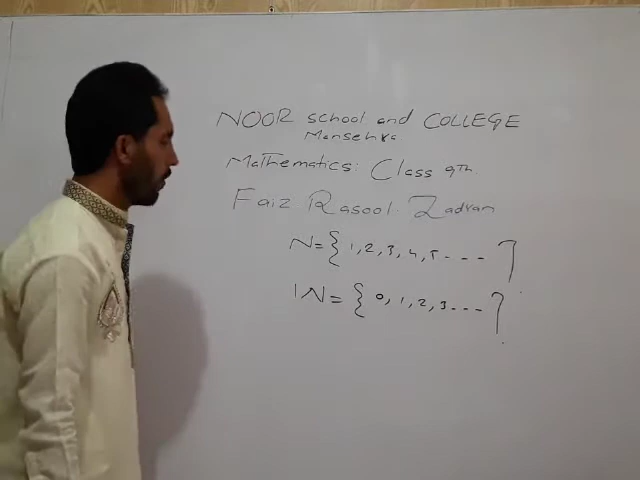 NOOR school and COLLEGE
Mansehra
Mathematics: Class 9th.
Faiz Rasool. Zadran
N={1,2,3,4,5---}
IN={0,1,2,3---}